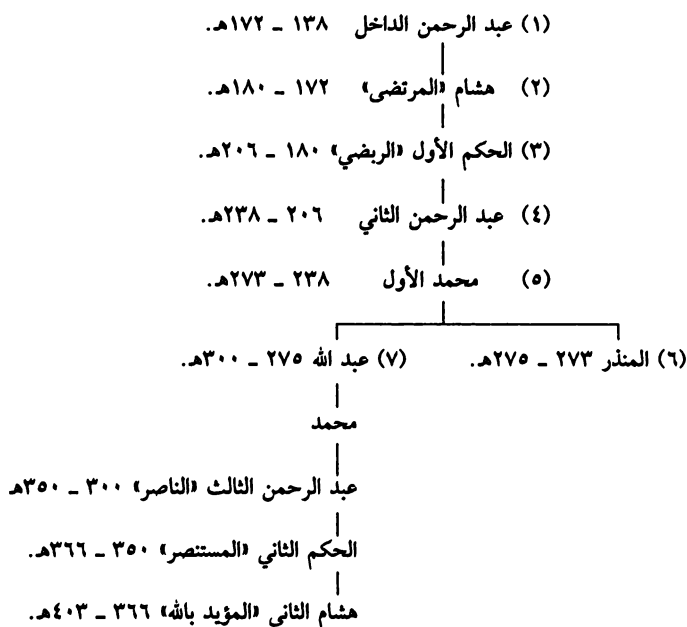 (١) عبد الرحمن الداخل ١٣٨ ـ ١٧٢هـ.
(٢) هشام «المرتضى» ١٧٢ ـ ١٨٠هـ.
(٣) الحكم الأول «الربضي» ١٨٠ ـ ٢٠٦هـ.
(٤) عبد الرحمن الثاني ٢٠٦ ـ ٢٣٨هـ.
(٥) محمد الأول ٢٣٨ ـ ٢٧٣هـ.
(٦) المنذر ٢٧٣ ـ ٢٧٥هـ. (٧) عبد الله ٢٧٥ ـ ٣٠٠هـ.
محمد
عبد الرحمن الثالث «الناصر» ٣٠٠ ـ ٣٥٠هـ
الحكم الثاني «المستنصر» ٣٥٠ ـ ٣٦٦هـ.
هشام الثاني «المؤيد بالله» ٣٦٦ ـ ٤٠٣هـ.